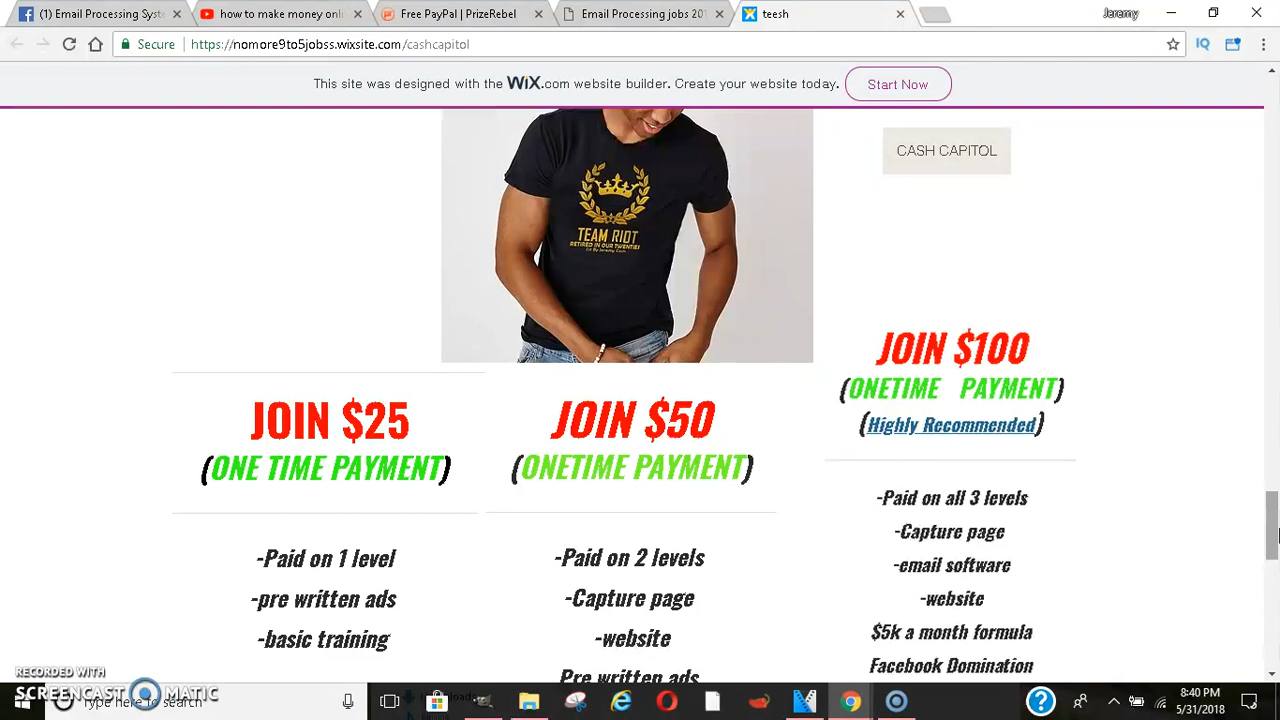 (1) Email Processing Syst
how to make money onli
Free PayPal | PrizeRebel
Email Processing jobs 201
teesh
Jeremy
Secure
https://nomore9to5jobss.wixsite.com/cashcapitol
This site was designed with the WiX.com website builder. Create your website today.
Start Now
CASH CAPITOL
TEAM RIOT
RETIRED IN OUR TWENTIES
JOIN $100
(ONETIME PAYMENT)
(Highly Recommended)
JOIN $25
(ONE TIME PAYMENT)
JOIN $50
(ONETIME PAYMENT)
-Paid on 1 level
-pre written ads
-basic training
-Paid on 2 levels
-Capture page
-website
Pre written ads
-Paid on all 3 levels
-Capture page
-email software
-website
$5k a month formula
Facebook Domination
RECORDED WITH
SCREENCAST MATIC
Type here to search
8:40 PM
5/31/2018